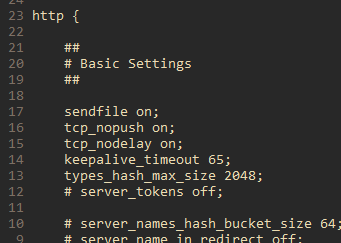 23 http {
22
21 ##
20 # Basic Settings
19 ##
18
17 sendfile on;
16 tcp_nopush on;
15 tcp_nodelay on;
14 keepalive_timeout 65;
13 types_hash_max_size 2048;
12 # server_tokens off;
11
10 # server_names_hash_bucket_size 64;
9 # server_name_in_redirect off;